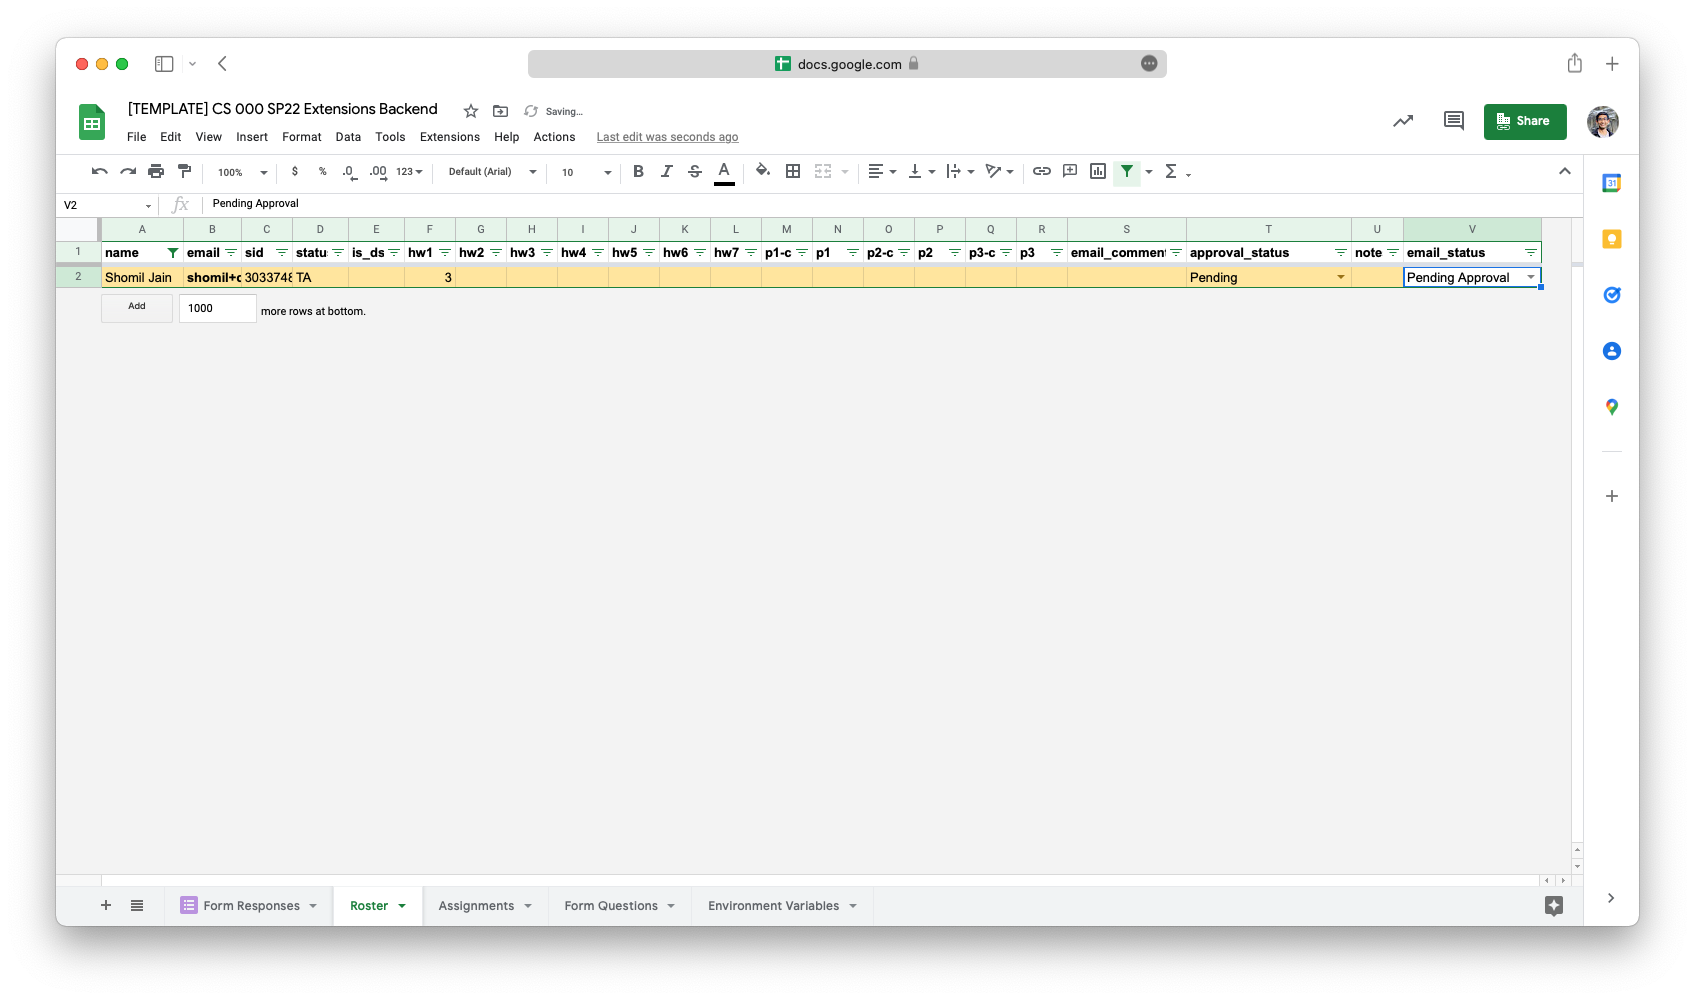 docs.google.com
[TEMPLATE] CS 000 SP22 Extensions Backend Saving...
File Edit View Insert Format Data Tools Extensions Help Actions Last edit was seconds ago
Share
100% $ % .0 .00 123 Default (Arial) 10 B I S A Σ
31
V2 fx Pending Approval
A B C D E F G H I J K L M N O P Q R S T U V
1 name email sid statu is_ds hw1 hw2 hw3 hw4 hw5 hw6 hw7 p1-c p1 p2-c p2 p3-c p3 email_commen approval_status note email_status
2 Shomil Jain shomil+c 3033748 TA 3 Pending Pending Approval
Add 1000 more rows at bottom.
+ Form Responses Roster Assignments Form Questions Environment Variables